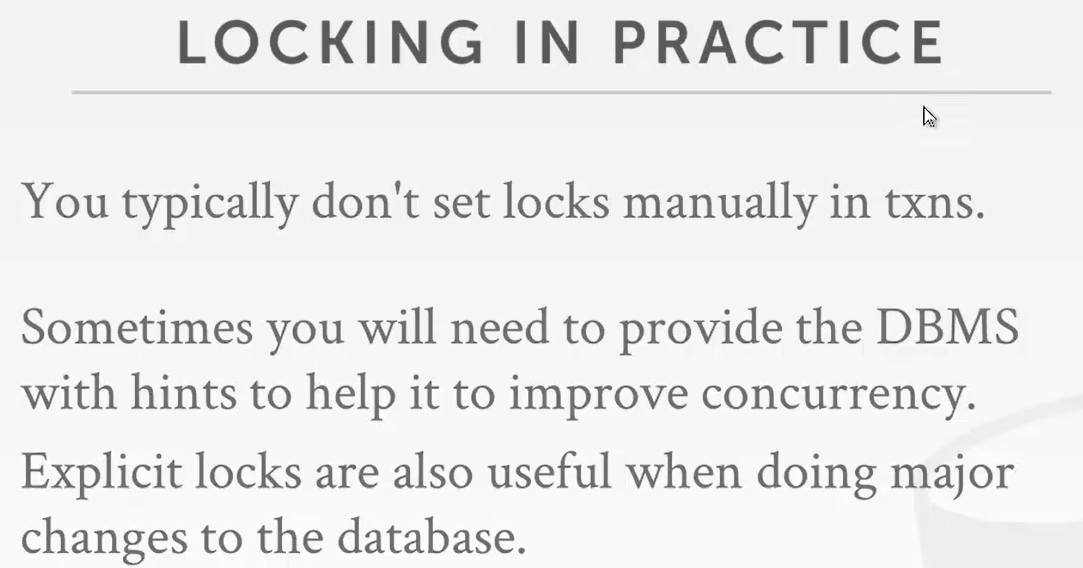 LOCKING IN PRACTICE
You typically don't set locks manually in txns.
Sometimes you will need to provide the DBMS
with hints to help it to improve concurrency.
Explicit locks are also useful when doing major
changes to the database.